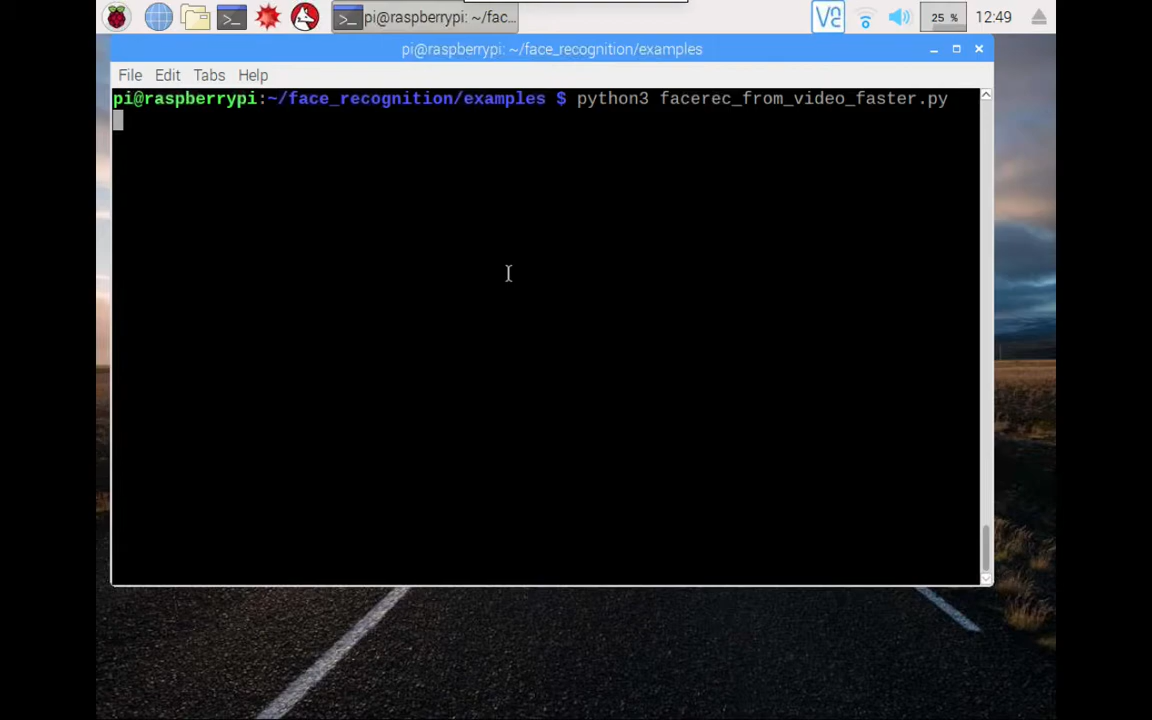 pi@raspberrypi: ~/fac...
25 %
12:49
pi@raspberrypi: ~/face_recognition/examples
File Edit Tabs Help
pi@raspberrypi:~/face_recognition/examples $ python3 facerec_from_video_faster.py